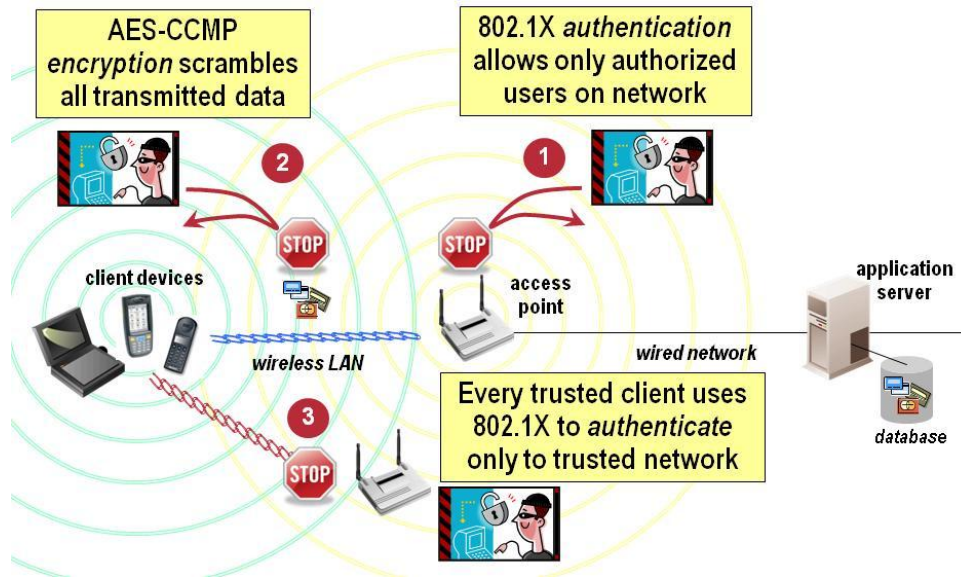 AES-CCMP
encryption scrambles
all transmitted data
802.1X authentication
allows only authorized
users on network
2
1
STOP
STOP
client devices
access
point
application
server
wireless LAN
wired network
3
STOP
Every trusted client uses
802.1X to authenticate
only to trusted network
database